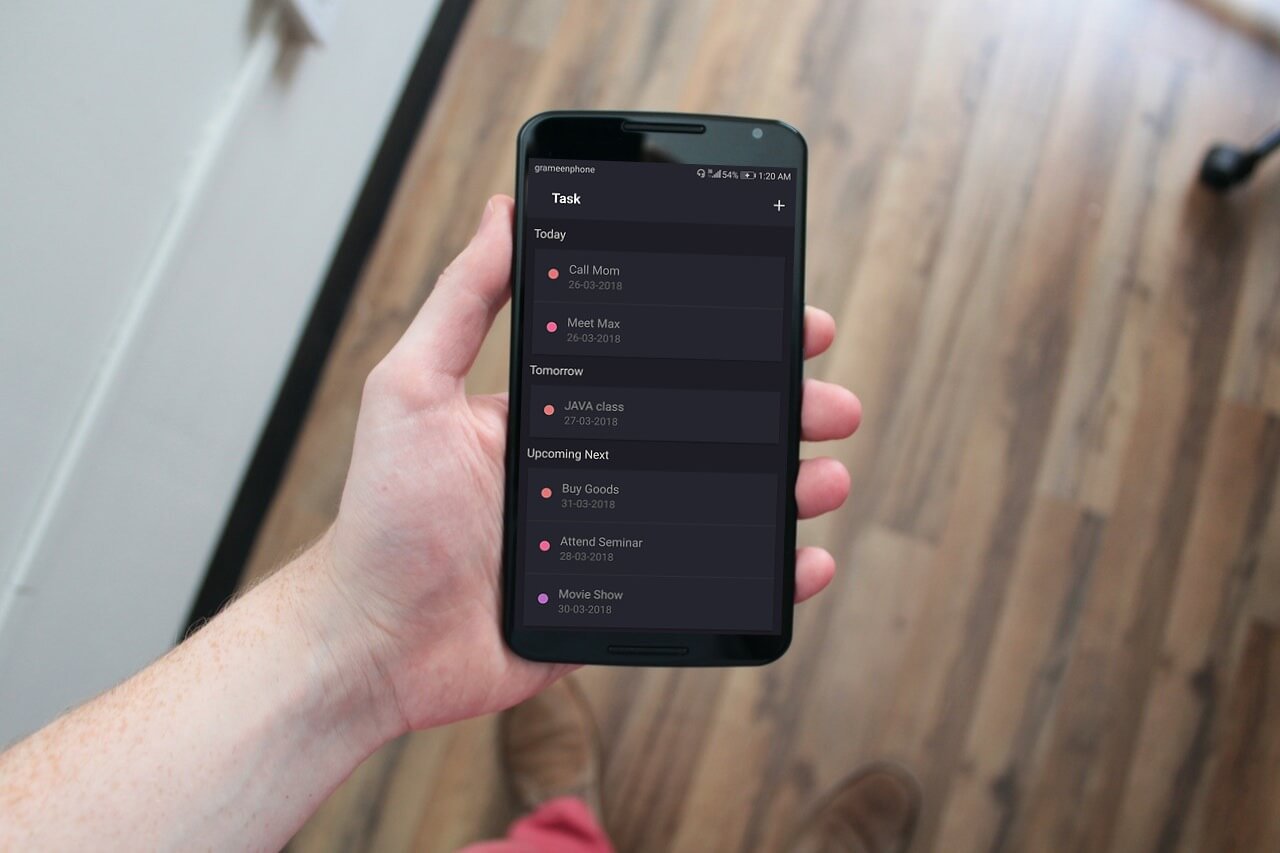 grameenphone 54% 1:20 AM
Task +
Today
Call Mom
26-03-2018
Meet Max
26-03-2018
Tomorrow
JAVA class
27-03-2018
Upcoming Next
Buy Goods
31-03-2018
Attend Seminar
28-03-2018
Movie Show
30-03-2018